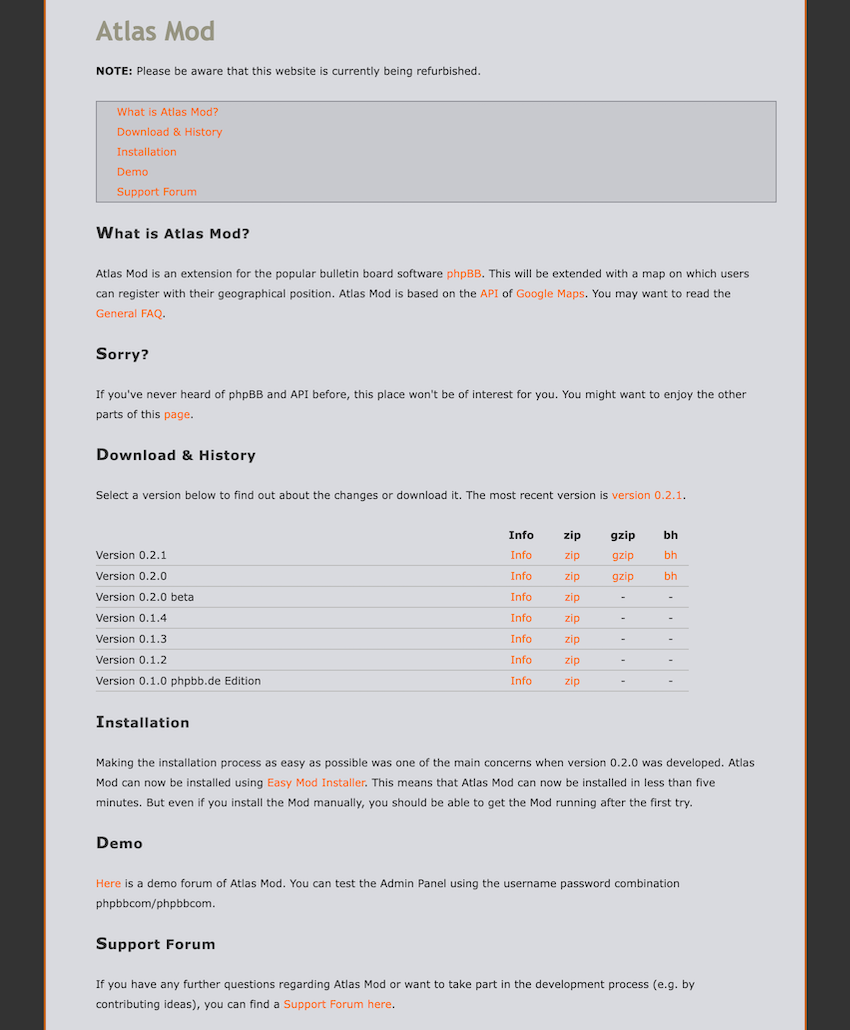 Atlas Mod
NOTE: Please be aware that this website is currently being refurbished.
What is Atlas Mod?
Download & History
Installation
Demo
Support Forum
What is Atlas Mod?
Atlas Mod is an extension for the popular bulletin board software phpBB. This will be extended with a map on which users
can register with their geographical position. Atlas Mod is based on the API of Google Maps. You may want to read the
General FAQ.
Sorry?
If you've never heard of phpBB and API before, this place won't be of interest for you. You might want to enjoy the other
parts of this page.
Download & History
Select a version below to find out about the changes or download it. The most recent version is version 0.2.1.
Info zip gzip bh
Version 0.2.1 Info zip gzip bh
Version 0.2.0 Info zip gzip bh
Version 0.2.0 beta Info zip - -
Version 0.1.4 Info zip - -
Version 0.1.3 Info zip - -
Version 0.1.2 Info zip - -
Version 0.1.0 phpbb.de Edition Info zip - -
Installation
Making the installation process as easy as possible was one of the main concerns when version 0.2.0 was developed. Atlas
Mod can now be installed using Easy Mod Installer. This means that Atlas Mod can now be installed in less than five
minutes. But even if you install the Mod manually, you should be able to get the Mod running after the first try.
Demo
Here is a demo forum of Atlas Mod. You can test the Admin Panel using the username password combination
phpbbcom/phpbbcom.
Support Forum
If you have any further questions regarding Atlas Mod or want to take part in the development process (e.g. by
contributing ideas), you can find a Support Forum here.